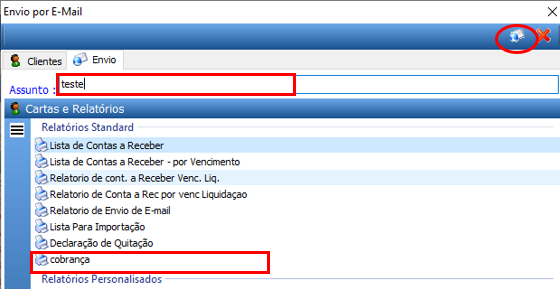 Envio por E-Mail
Clientes Envio
Assunto : teste
Cartas e Relatórios
Relatórios Standard
Lista de Contas a Receber
Lista de Contas a Receber - por Vencimento
Relatorio de cont. a Receber Venc. Liq.
Relatorio de Conta a Rec por venc Liquidaçao
Relatorio de Envio de E-mail
Lista Para Importação
Declaração de Quitação
cobrança
Relatórios Personalisados